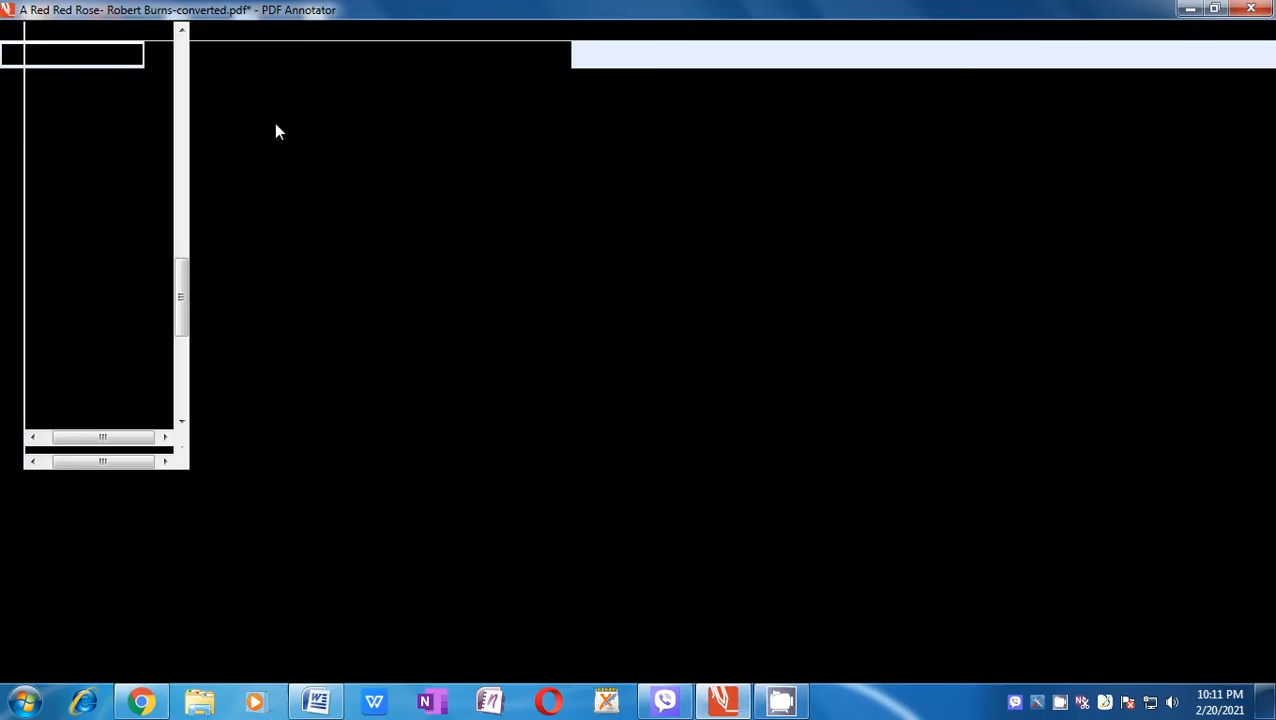 A Red Red Rose- Robert Burns-converted.pdf* - PDF Annotator
10:11 PM
2/20/2021